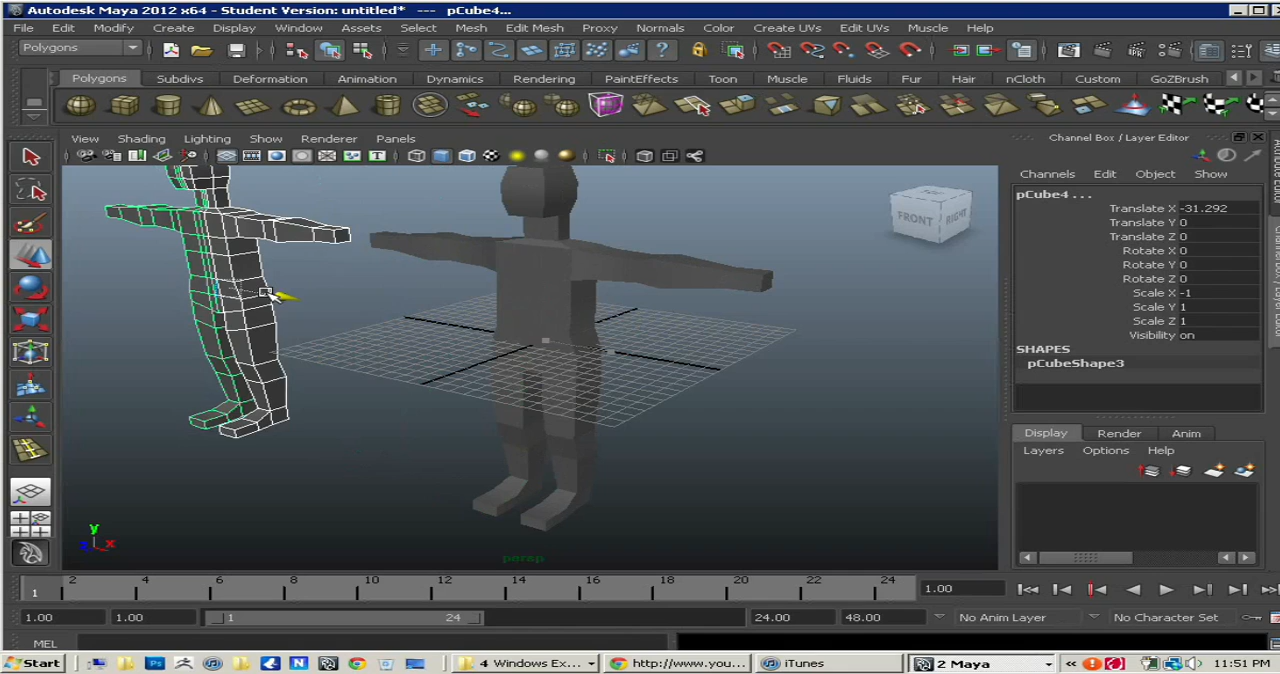 Autodesk Maya 2012 x64 - Student Version: untitled* - pCube4...
File Edit Modify Create Display Window Assets Select Mesh Edit Mesh Proxy Normals Color Create UVs Edit UVs Muscle Help
Polygons
Polygons Subdivs Deformation Animation Dynamics Rendering PaintEffects Toon Muscle Fluids Fur Hair nCloth Custom GoZBrush
View Shading Lighting Show Renderer Panels
Channel Box / Layer Editor
Channels Edit Object Show
pCube4 ...
Translate X -31.292
Translate Y 0
Translate Z 0
Rotate X 0
Rotate Y 0
Rotate Z 0
Scale X -1
Scale Y 1
Scale Z 1
Visibility on
SHAPES
pCubeShape3
TOP
FRONT RIGHT
Display Render Anim
Layers Options Help
y
x
persp
2 4 6 8 10 12 14 16 18 20 22 24
1
1.00
1.00 1.00 1 24 24.00 48.00 No Anim Layer No Character Set
MEL
Start 4 Windows Ex... http://www.you... iTunes 2 Maya 11:51 PM